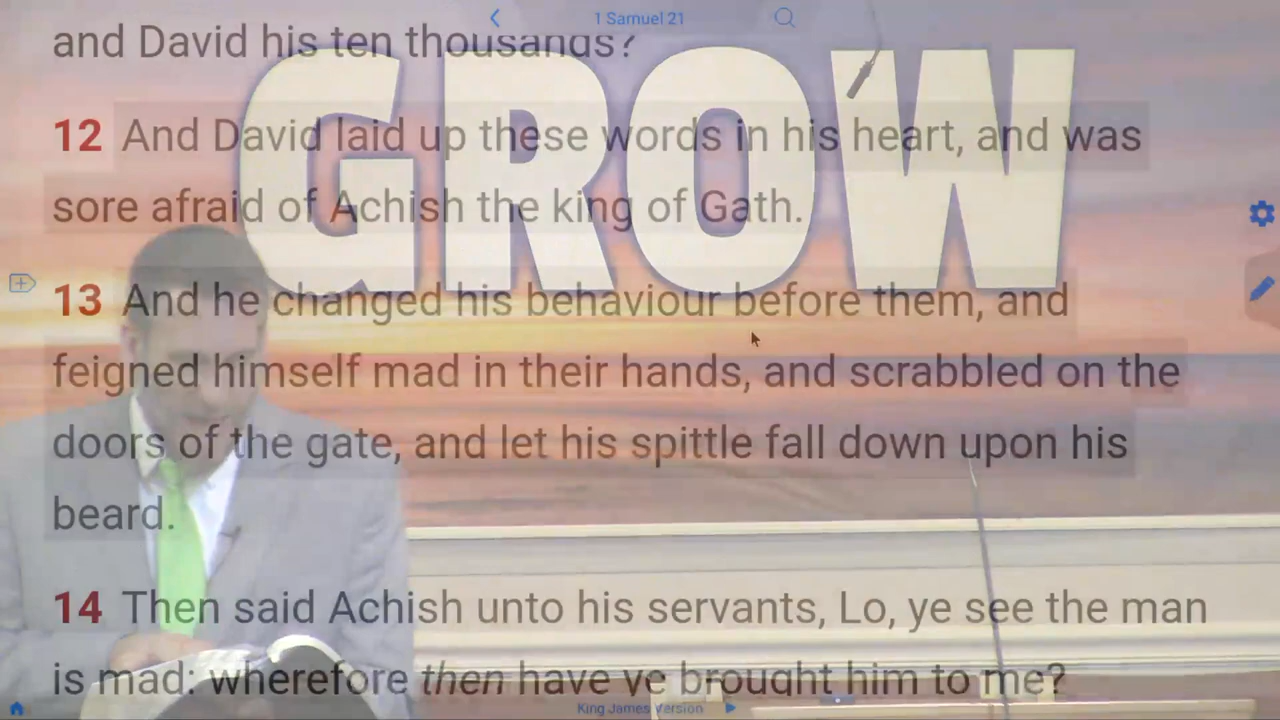 1 Samuel 21
and David his ten thousands?
GROW
12 And David laid up these words in his heart, and was
sore afraid of Achish the king of Gath.
13 And he changed his behaviour before them, and
feigned himself mad in their hands, and scrabbled on the
doors of the gate, and let his spittle fall down upon his
beard.
14 Then said Achish unto his servants, Lo, ye see the man
is mad: wherefore then have ye brought him to me?
King James Version